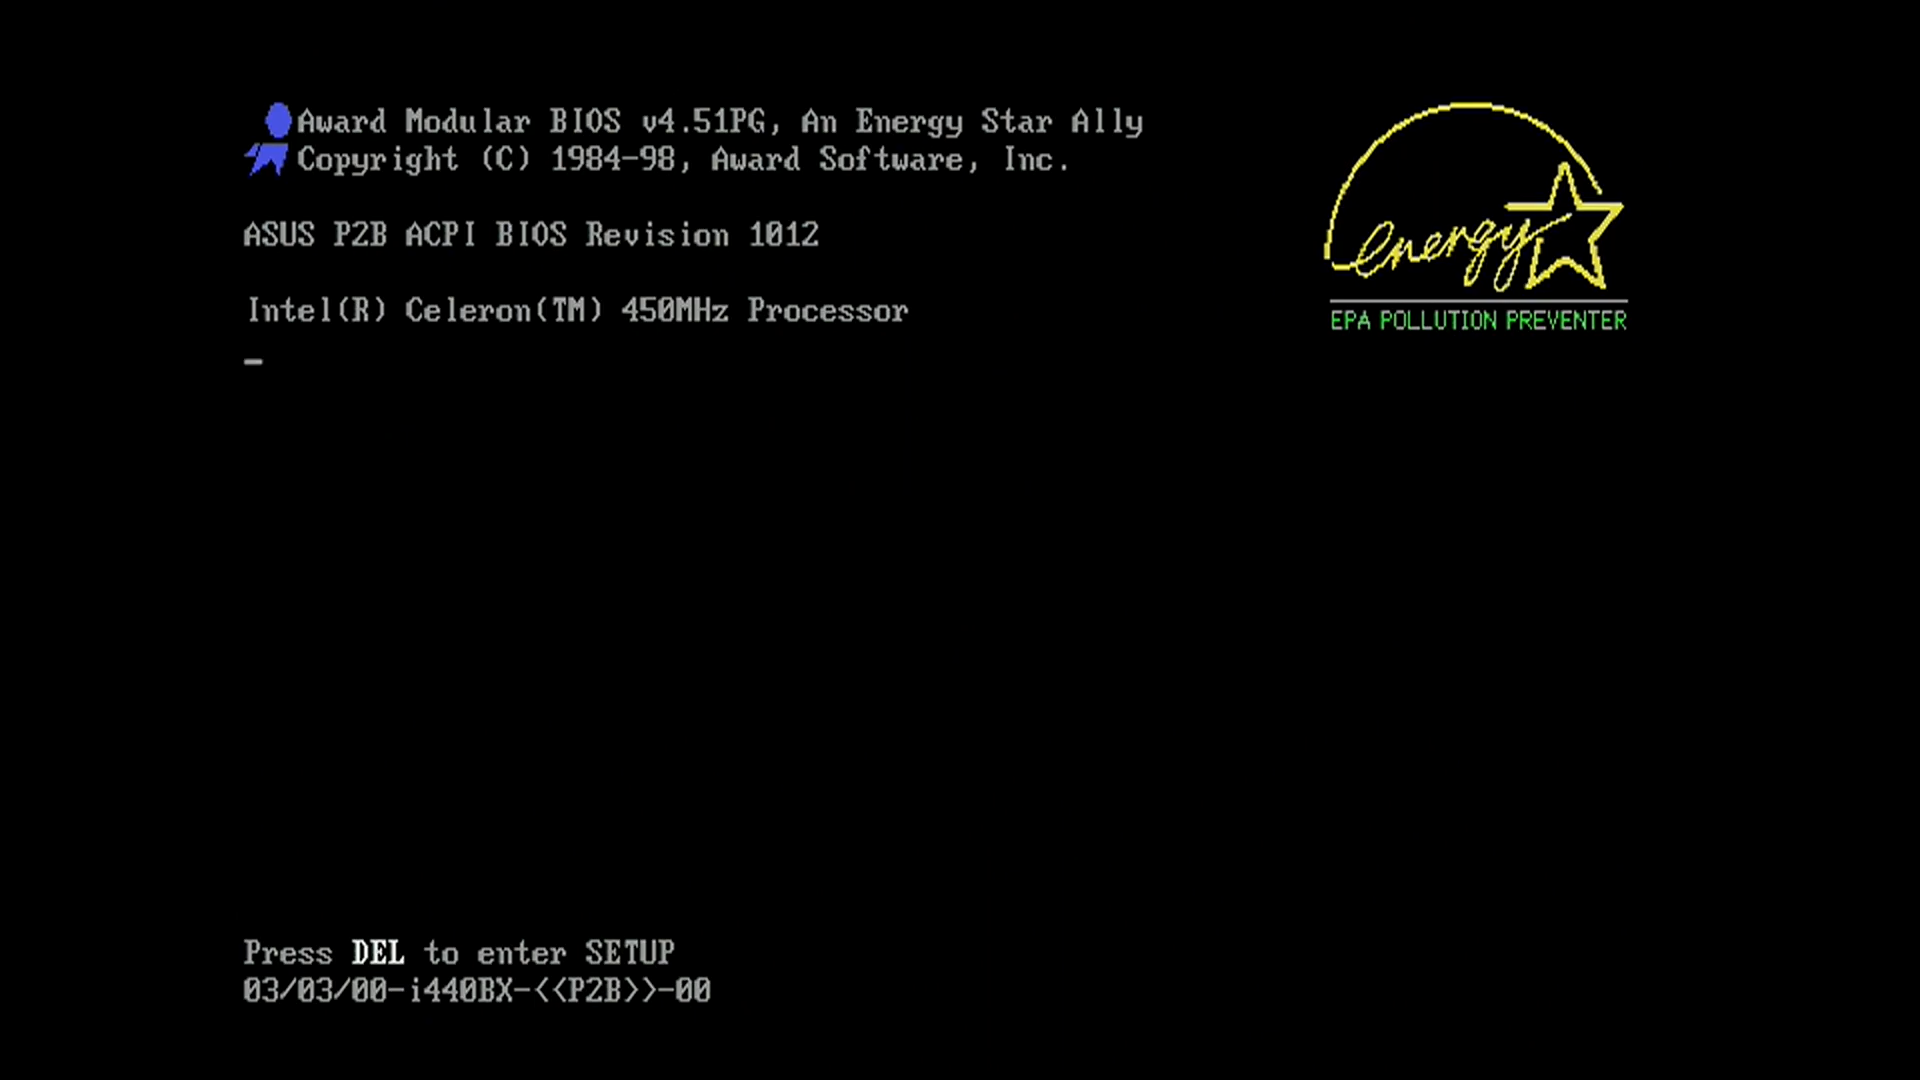 Award Modular BIOS v4.51PG, An Energy Star Ally
Copyright (C) 1984-98, Award Software, Inc.
ASUS P2B ACPI BIOS Revision 1012
Intel(R) Celeron(TM) 450MHz Processor
energy
EPA POLLUTION PREVENTER
Press DEL to enter SETUP
03/03/00-i440BX-<<P2B>>-00